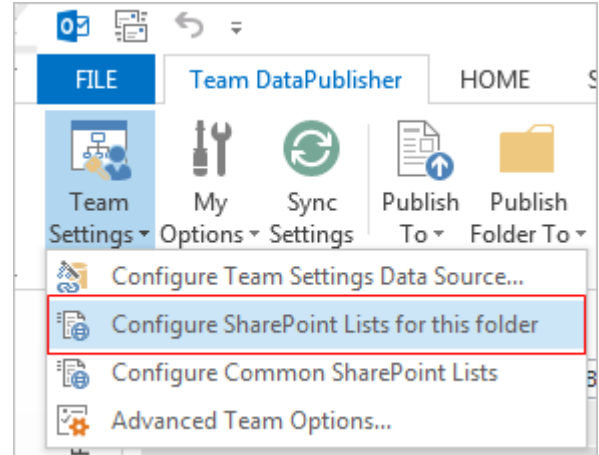 FILE Team DataPublisher HOME
Team My Sync Publish Publish
Settings Options Settings To Folder To
Configure Team Settings Data Source...
Configure SharePoint Lists for this folder
Configure Common SharePoint Lists
Advanced Team Options...